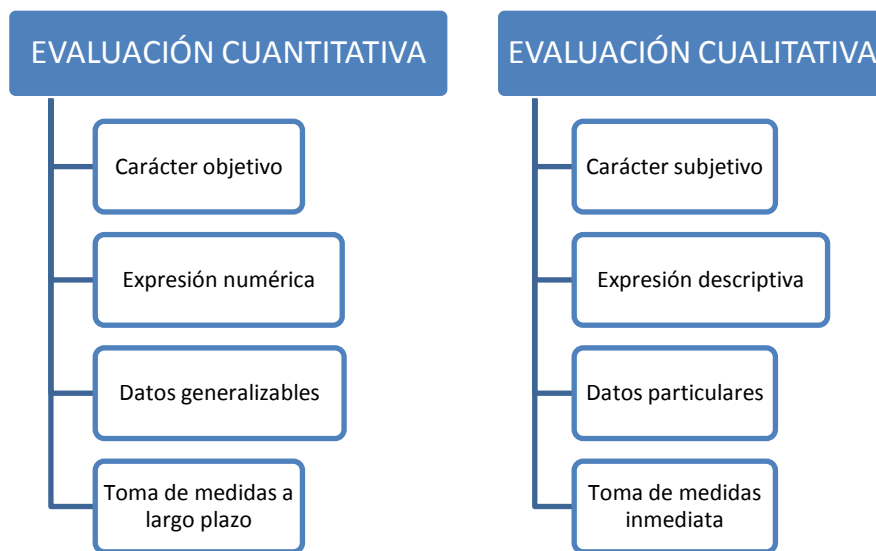 EVALUACIÓN CUANTITATIVA
Carácter objetivo
Expresión numérica
Datos generalizables
Toma de medidas a
largo plazo
EVALUACIÓN CUALITATIVA
Carácter subjetivo
Expresión descriptiva
Datos particulares
Toma de medidas
inmediata